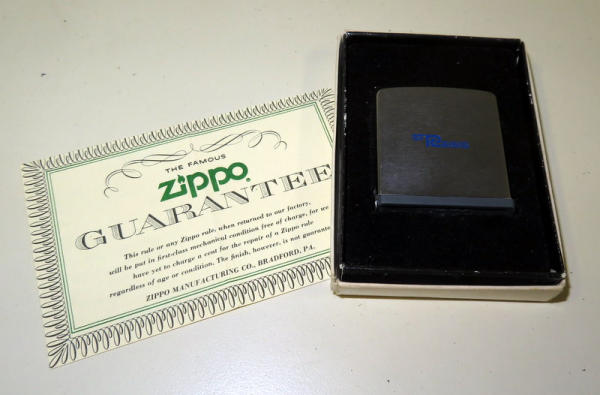 THE FAMOUS
Zippo®
GUARANTEE
This rule or any Zippo rule, when returned to our factory,
will be put in first-class mechanical condition free of charge, for we
have yet to charge a cent for the repair of a Zippo rule
regardless of age or condition. The finish, however, is not guarantee
ZIPPO MANUFACTURING CO., BRADFORD, PA.